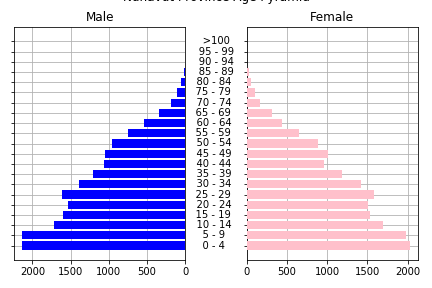 Nunavut Province Age Pyramid
Male Female
>100
95 - 99
90 - 94
85 - 89
80 - 84
75 - 79
70 - 74
65 - 69
60 - 64
55 - 59
50 - 54
45 - 49
40 - 44
35 - 39
30 - 34
25 - 29
20 - 24
15 - 19
10 - 14
5 - 9
0 - 4
2000 1500 1000 500 0 0 500 1000 1500 2000